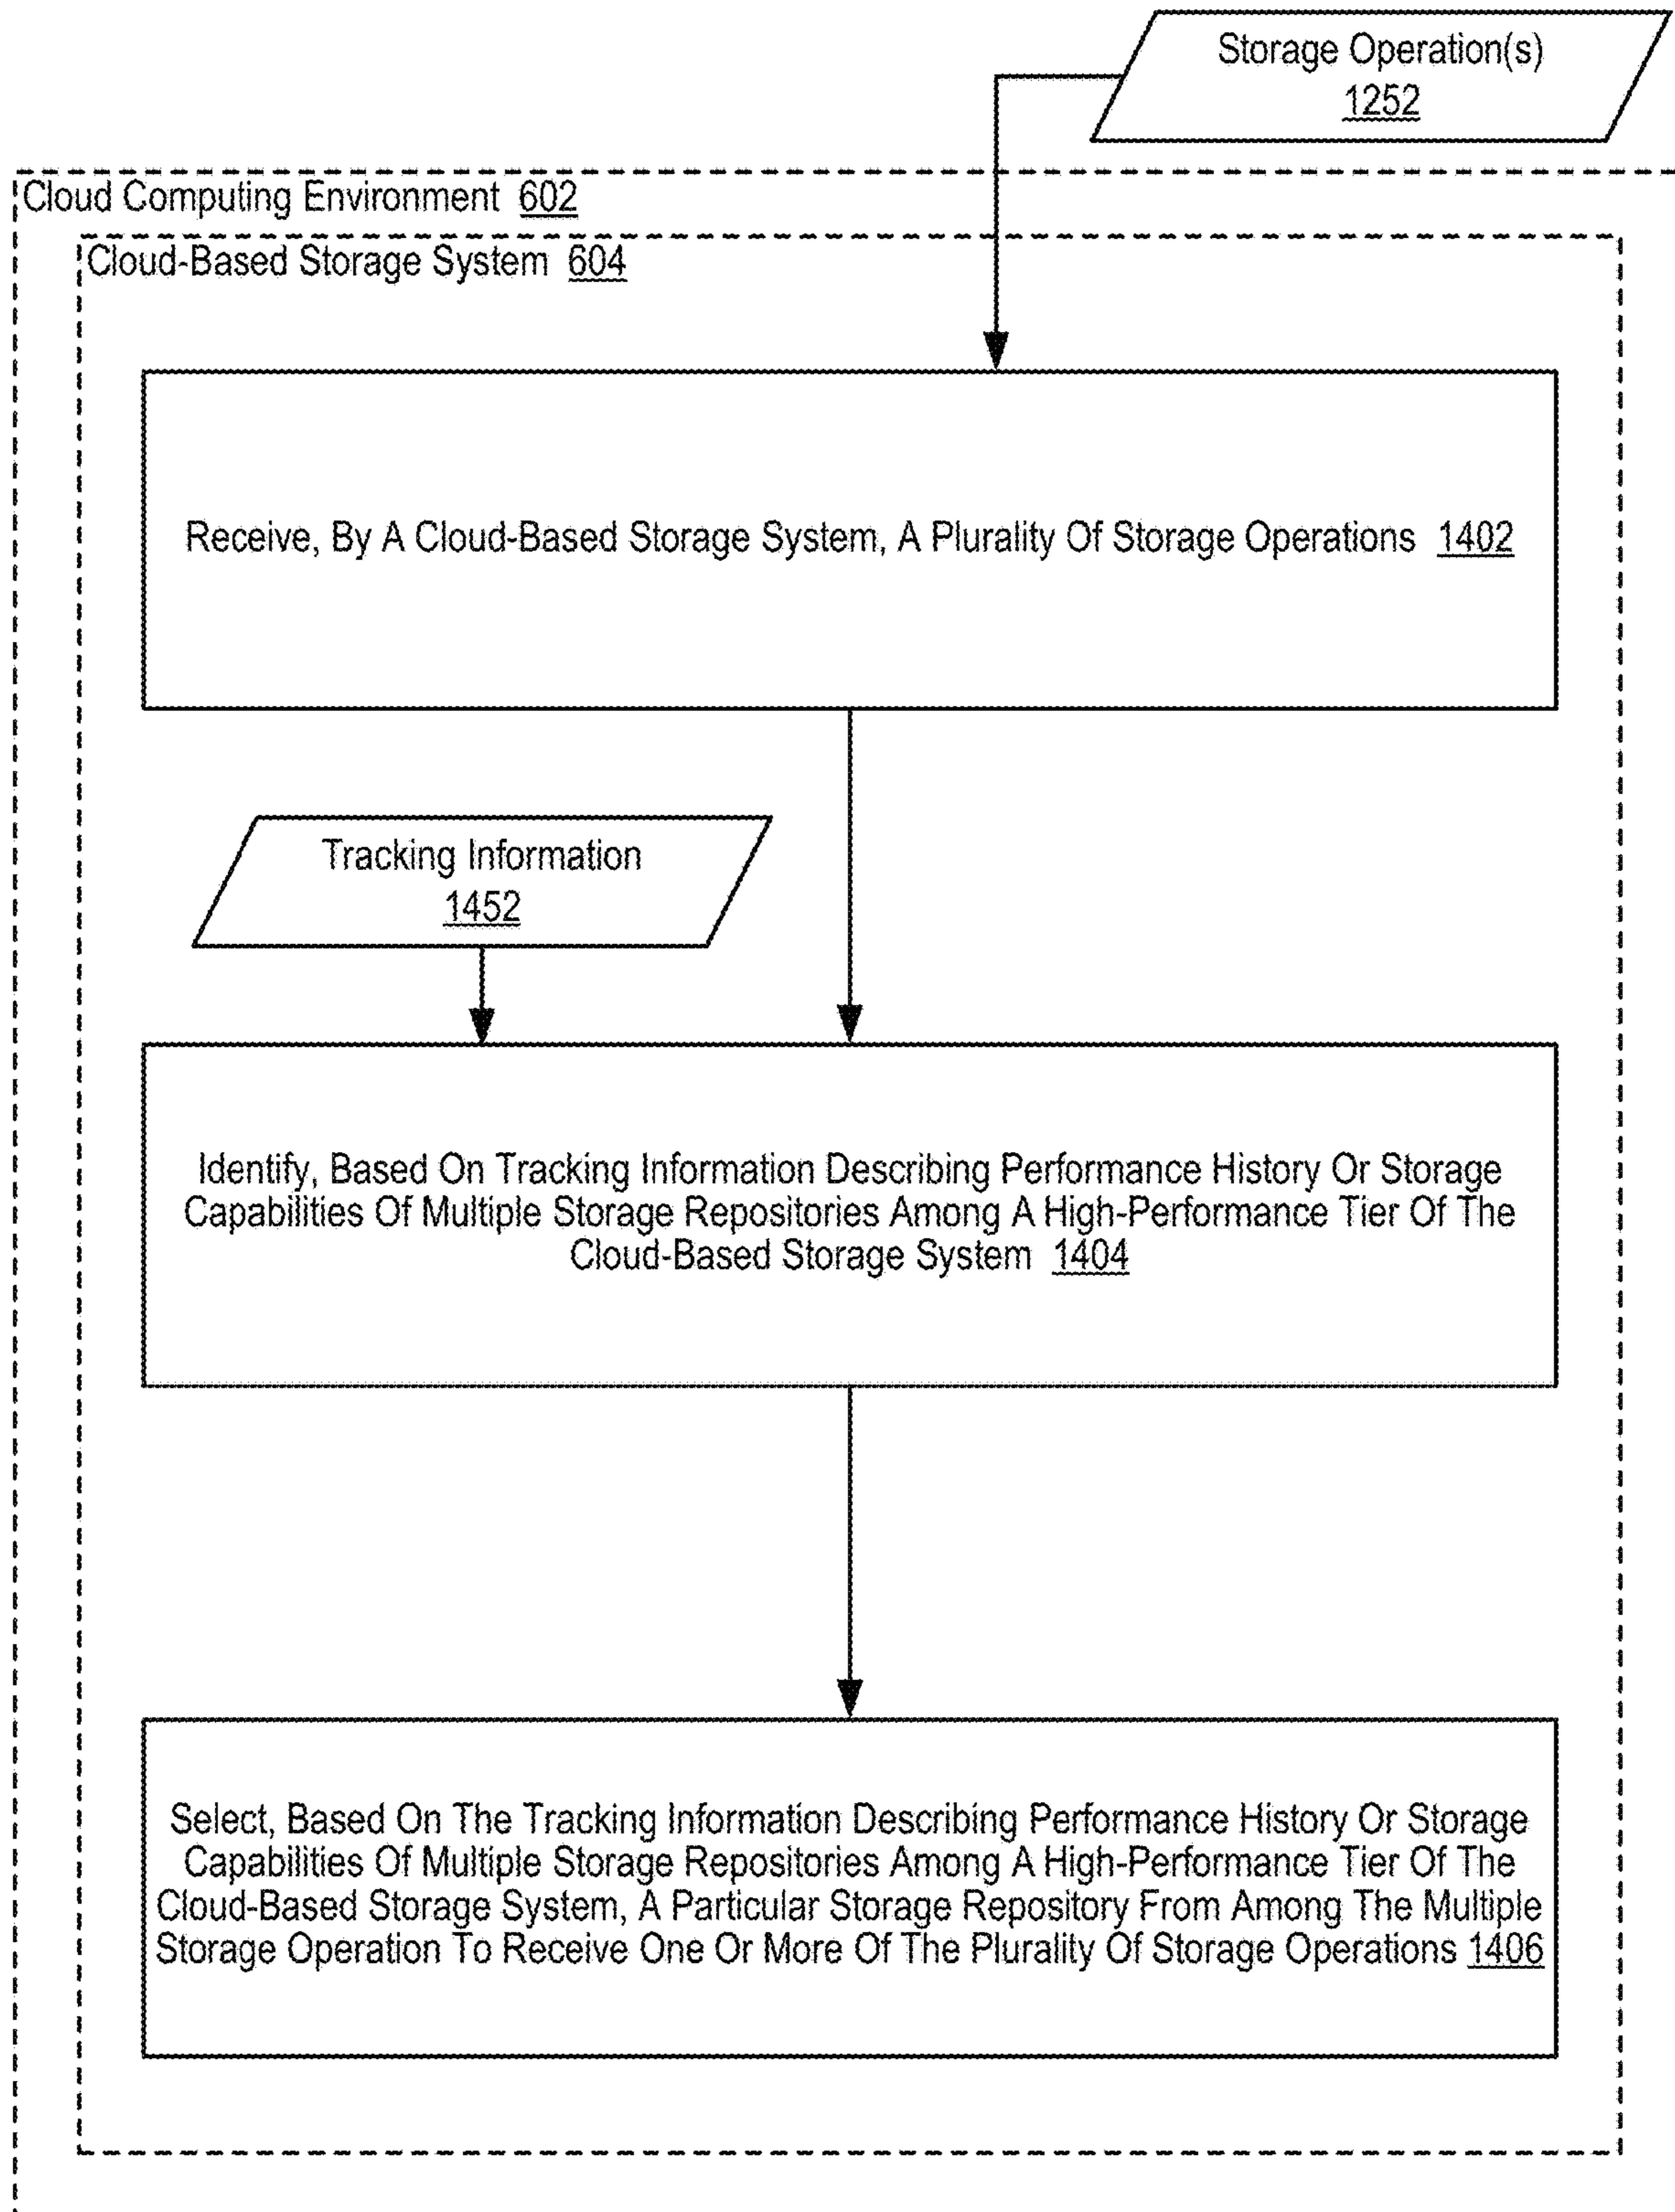 Storage Operation(s)
1252
Cloud Computing Environment 602
Cloud-Based Storage System 604
Receive, By A Cloud-Based Storage System, A Plurality Of Storage Operations 1402
Tracking Information
1452
Identify, Based On Tracking Information Describing Performance History Or Storage
Capabilities Of Multiple Storage Repositories Among A High-Performance Tier Of The
Cloud-Based Storage System 1404
Select, Based On The Tracking Information Describing Performance History Or Storage
Capabilities Of Multiple Storage Repositories Among A High-Performance Tier Of The
Cloud-Based Storage System, A Particular Storage Repository From Among The Multiple
Storage Operation To Receive One Or More Of The Plurality Of Storage Operations 1406